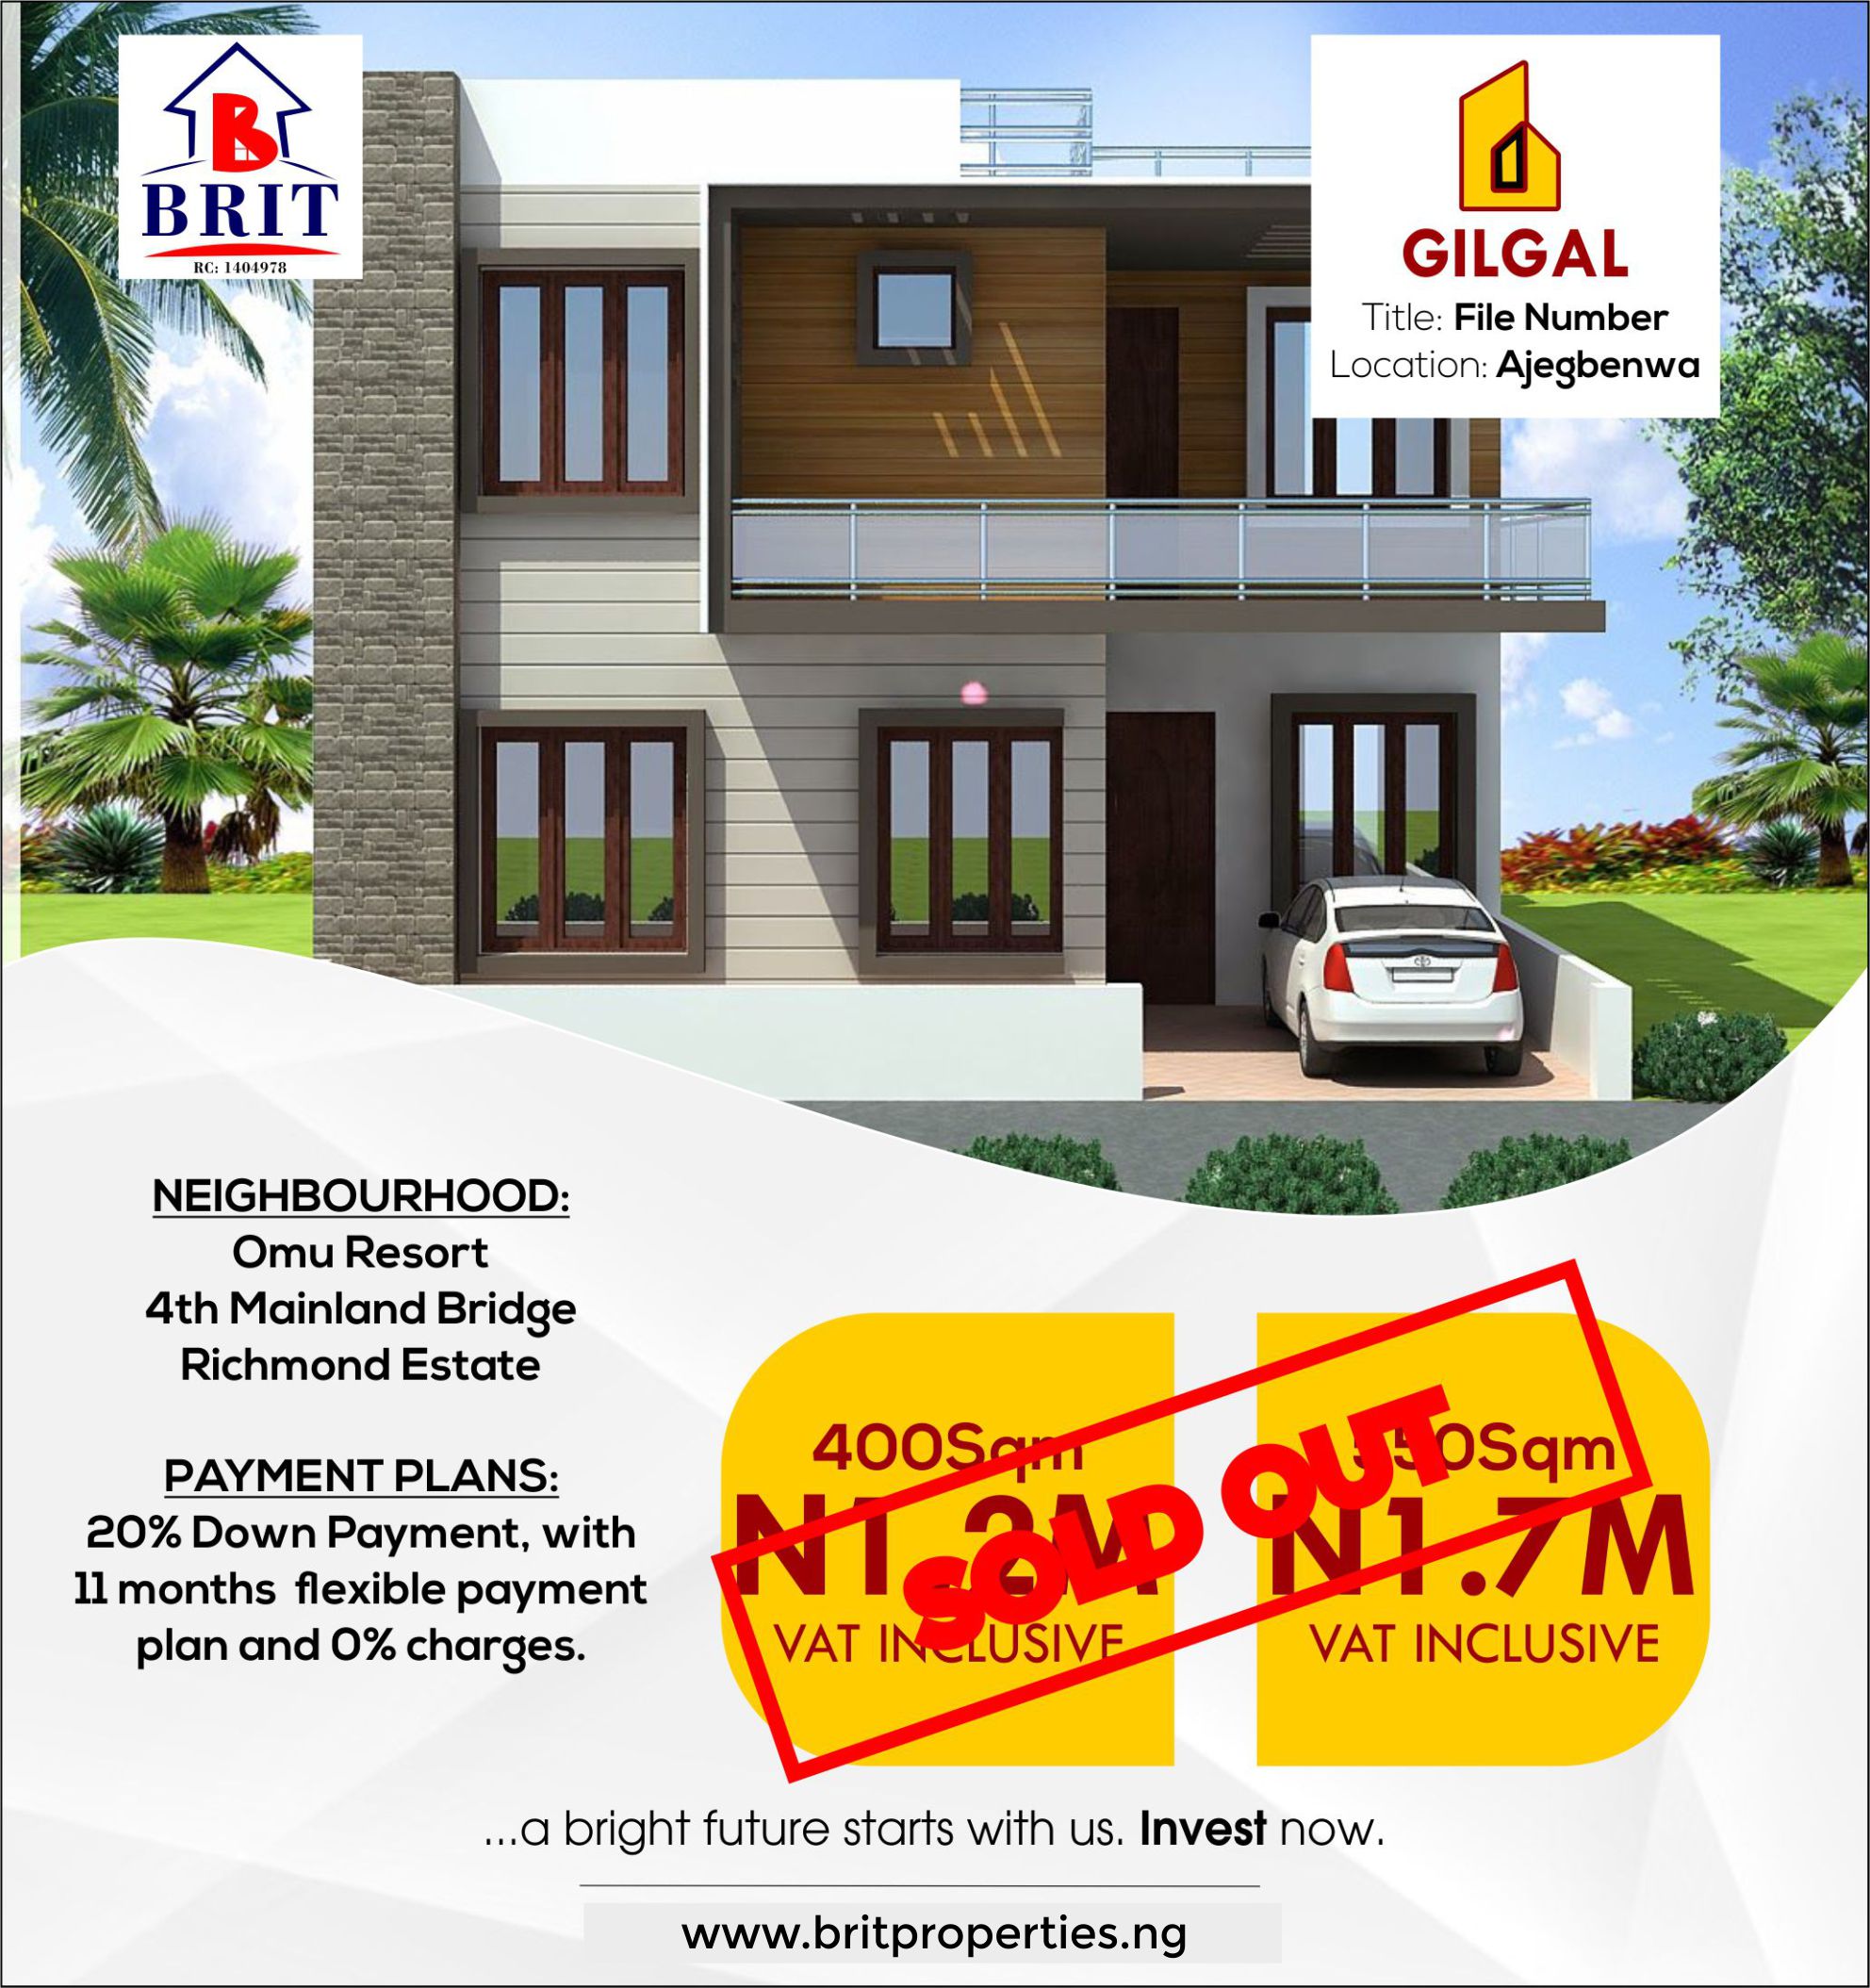 B
BRIT
RC: 1404978
GILGAL
Title: File Number
Location: Ajegbenwa
NEIGHBOURHOOD:
Omu Resort
4th Mainland Bridge
Richmond Estate
PAYMENT PLANS:
20% Down Payment, with
11 months flexible payment
plan and 0% charges.
400Sqm
N1.2M
VAT INCLUSIVE
SOLD OUT
N1.7M
VAT INCLUSIVE
...a bright future starts with us. Invest now.
www.britproperties.ng